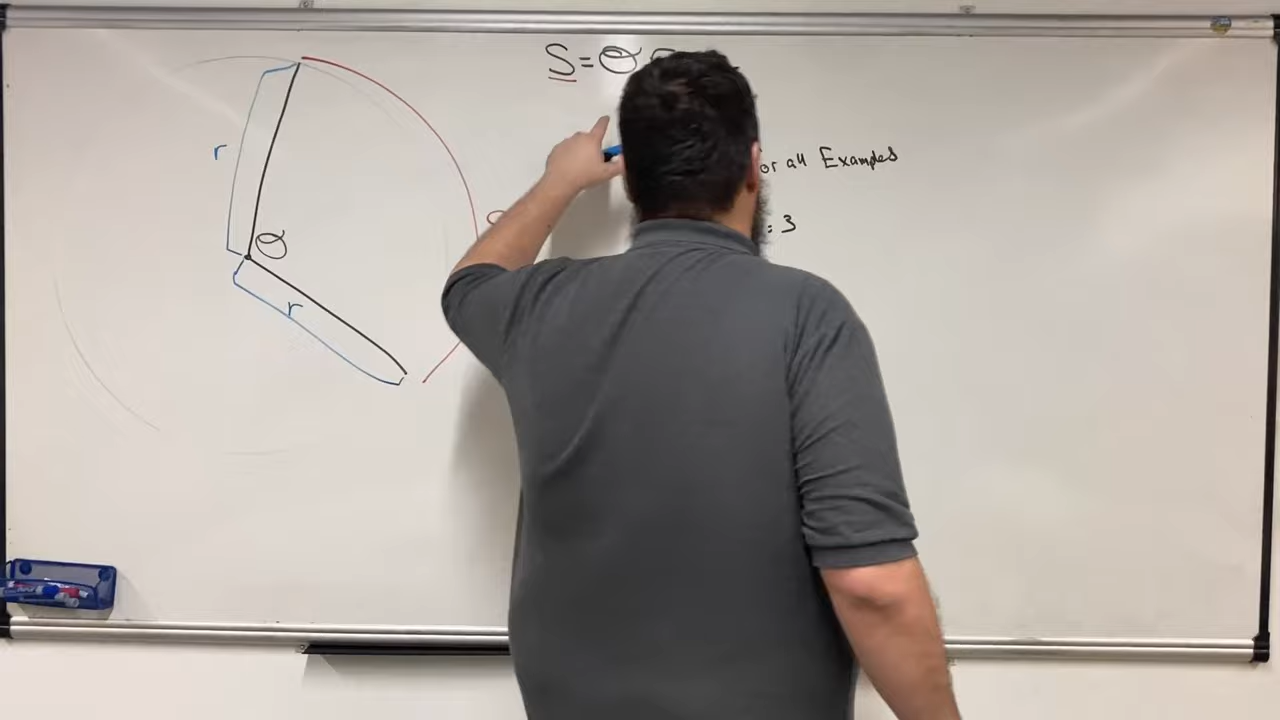 S = θ
r
or all Examples
= 3
θ
r